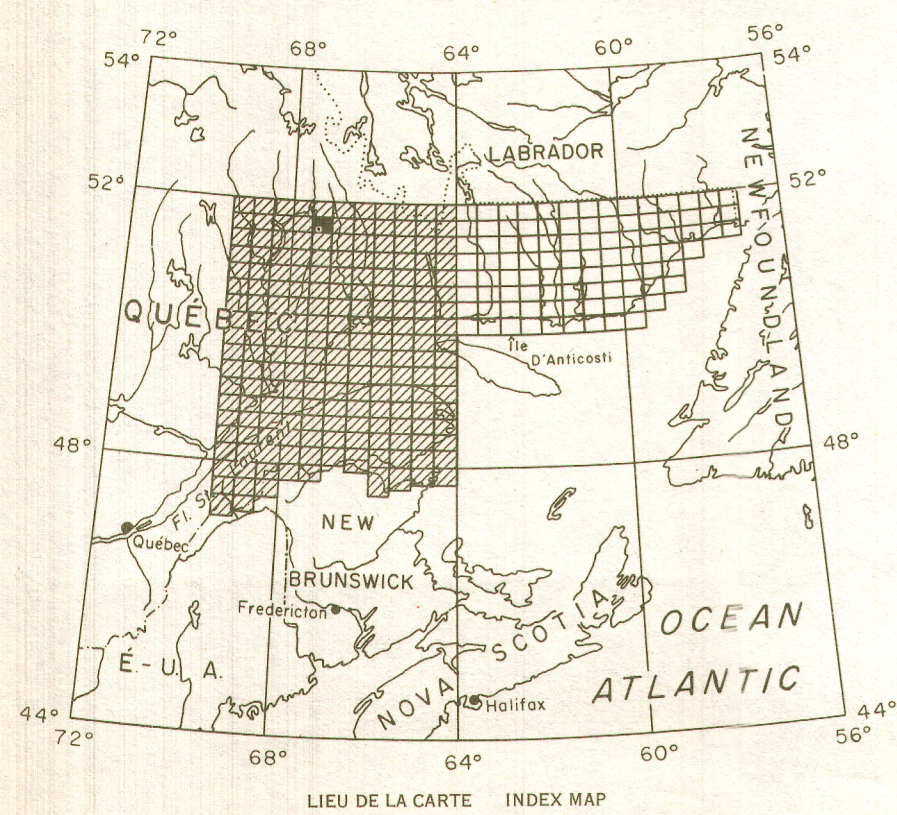 72° 68° 64° 60° 56°
54° 54°
LABRADOR
NEWFOUNDLAND
52° 52°
QUÉBEC
Île
D'Anticosti
48° 48°
Fl. St. Laurent
NEW
Québec
BRUNSWICK
Fredericton
SCOTIA
OCEAN
É.-U.A.
ATLANTIC
NOVA
Halifax
44° 44°
72° 68° 64° 60° 56°
LIEU DE LA CARTE INDEX MAP